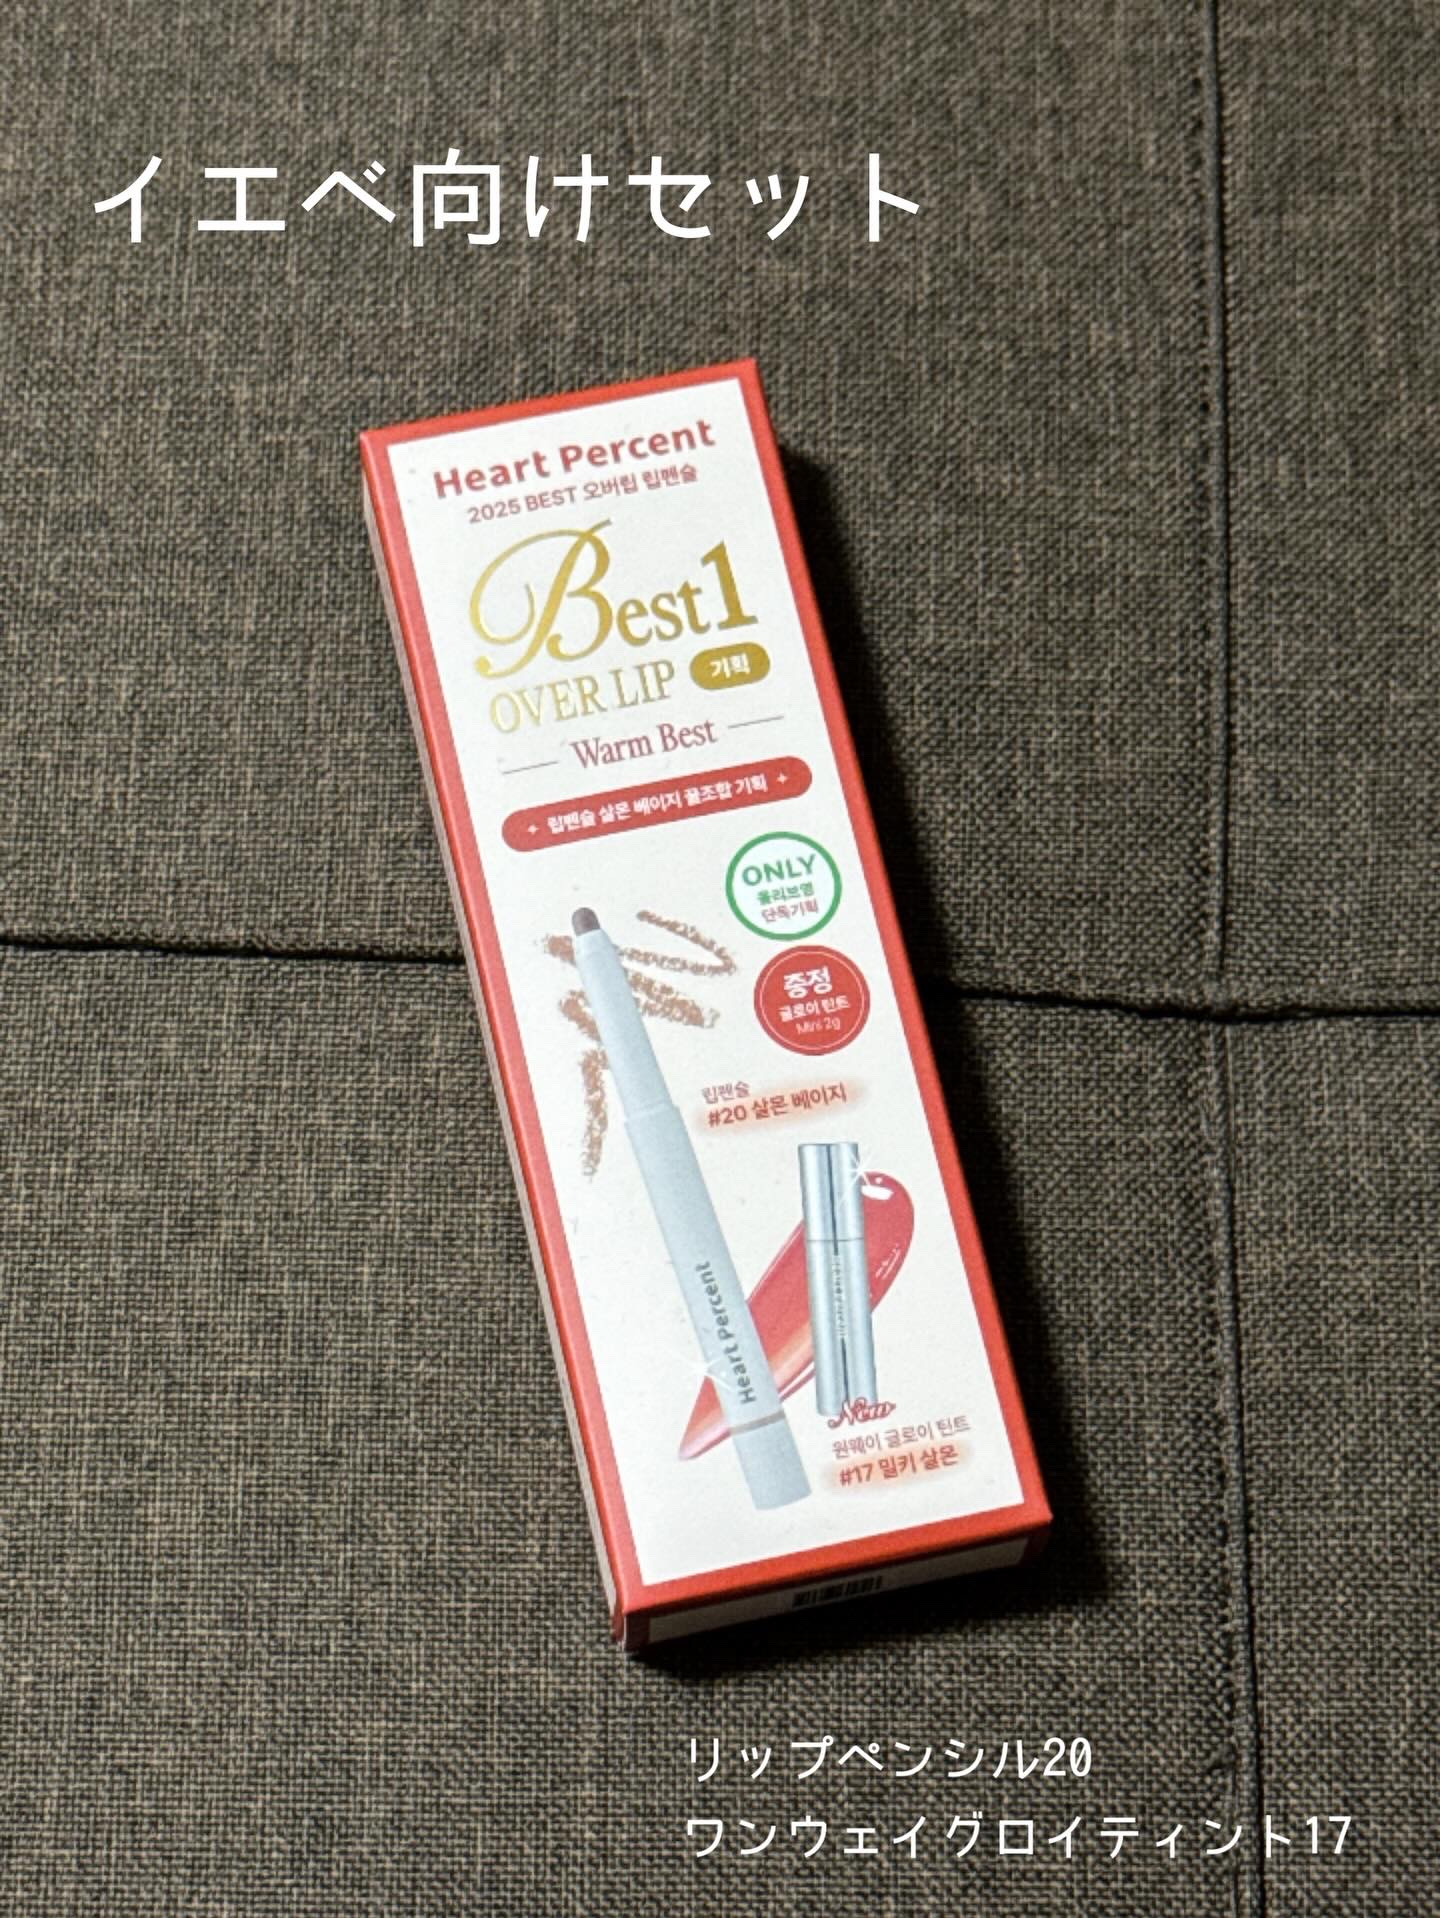 イエベ向けセット
Heart Percent
2025 BEST 오버립 립펜슬
Best1
OVER LIP 기획
Warm Best
립펜슬 살몬 베이지 꿀조합 기획
ONLY
올리브영
단독기획
증정
글로이 틴트
Mini 2g
립펜슬
#20 살몬 베이지
Heart Percent
New
원웨이 글로이 틴트
#17 밀키 살몬
リップペンシル20
ワンウェイグロイティント17